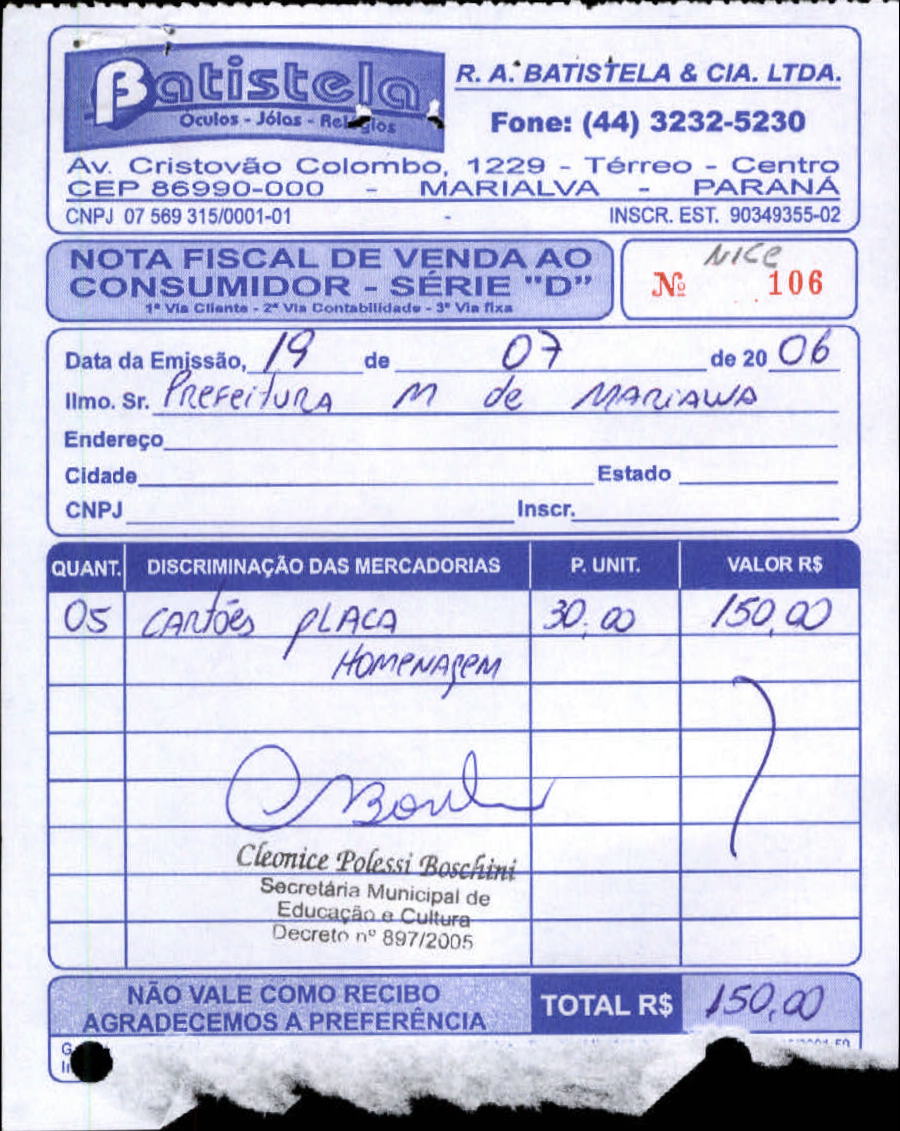 Batistela
Óculos - Jóias - Relógios
R. A. BATISTELA & CIA. LTDA.
Fone: (44) 3232-5230
Av. Cristovão Colombo, 1229 - Térreo - Centro
CEP 86990-000 - MARIALVA - PARANÁ
CNPJ 07 569 315/0001-01 - INSCR. EST. 90349355-02
NOTA FISCAL DE VENDA AO
CONSUMIDOR - SÉRIE "D"
1ª Via Cliente - 2ª Via Contabilidade - 3ª Via fixa
NICE
Nº 106
Data da Emissão, 19 de 07 de 20 06
Ilmo. Sr. Prefeitura M de MARIALVA
Endereço
Cidade Estado
CNPJ Inscr.
QUANT. DISCRIMINAÇÃO DAS MERCADORIAS P. UNIT. VALOR R$
05 CARTÕES PLACA 30,00 150,00
HOMENAGEM
Cleonice Polessi Boschini
Secretária Municipal de
Educação e Cultura
Decreto nº 897/2005
NÃO VALE COMO RECIBO
AGRADECEMOS A PREFERÊNCIA
TOTAL R$ 150,00